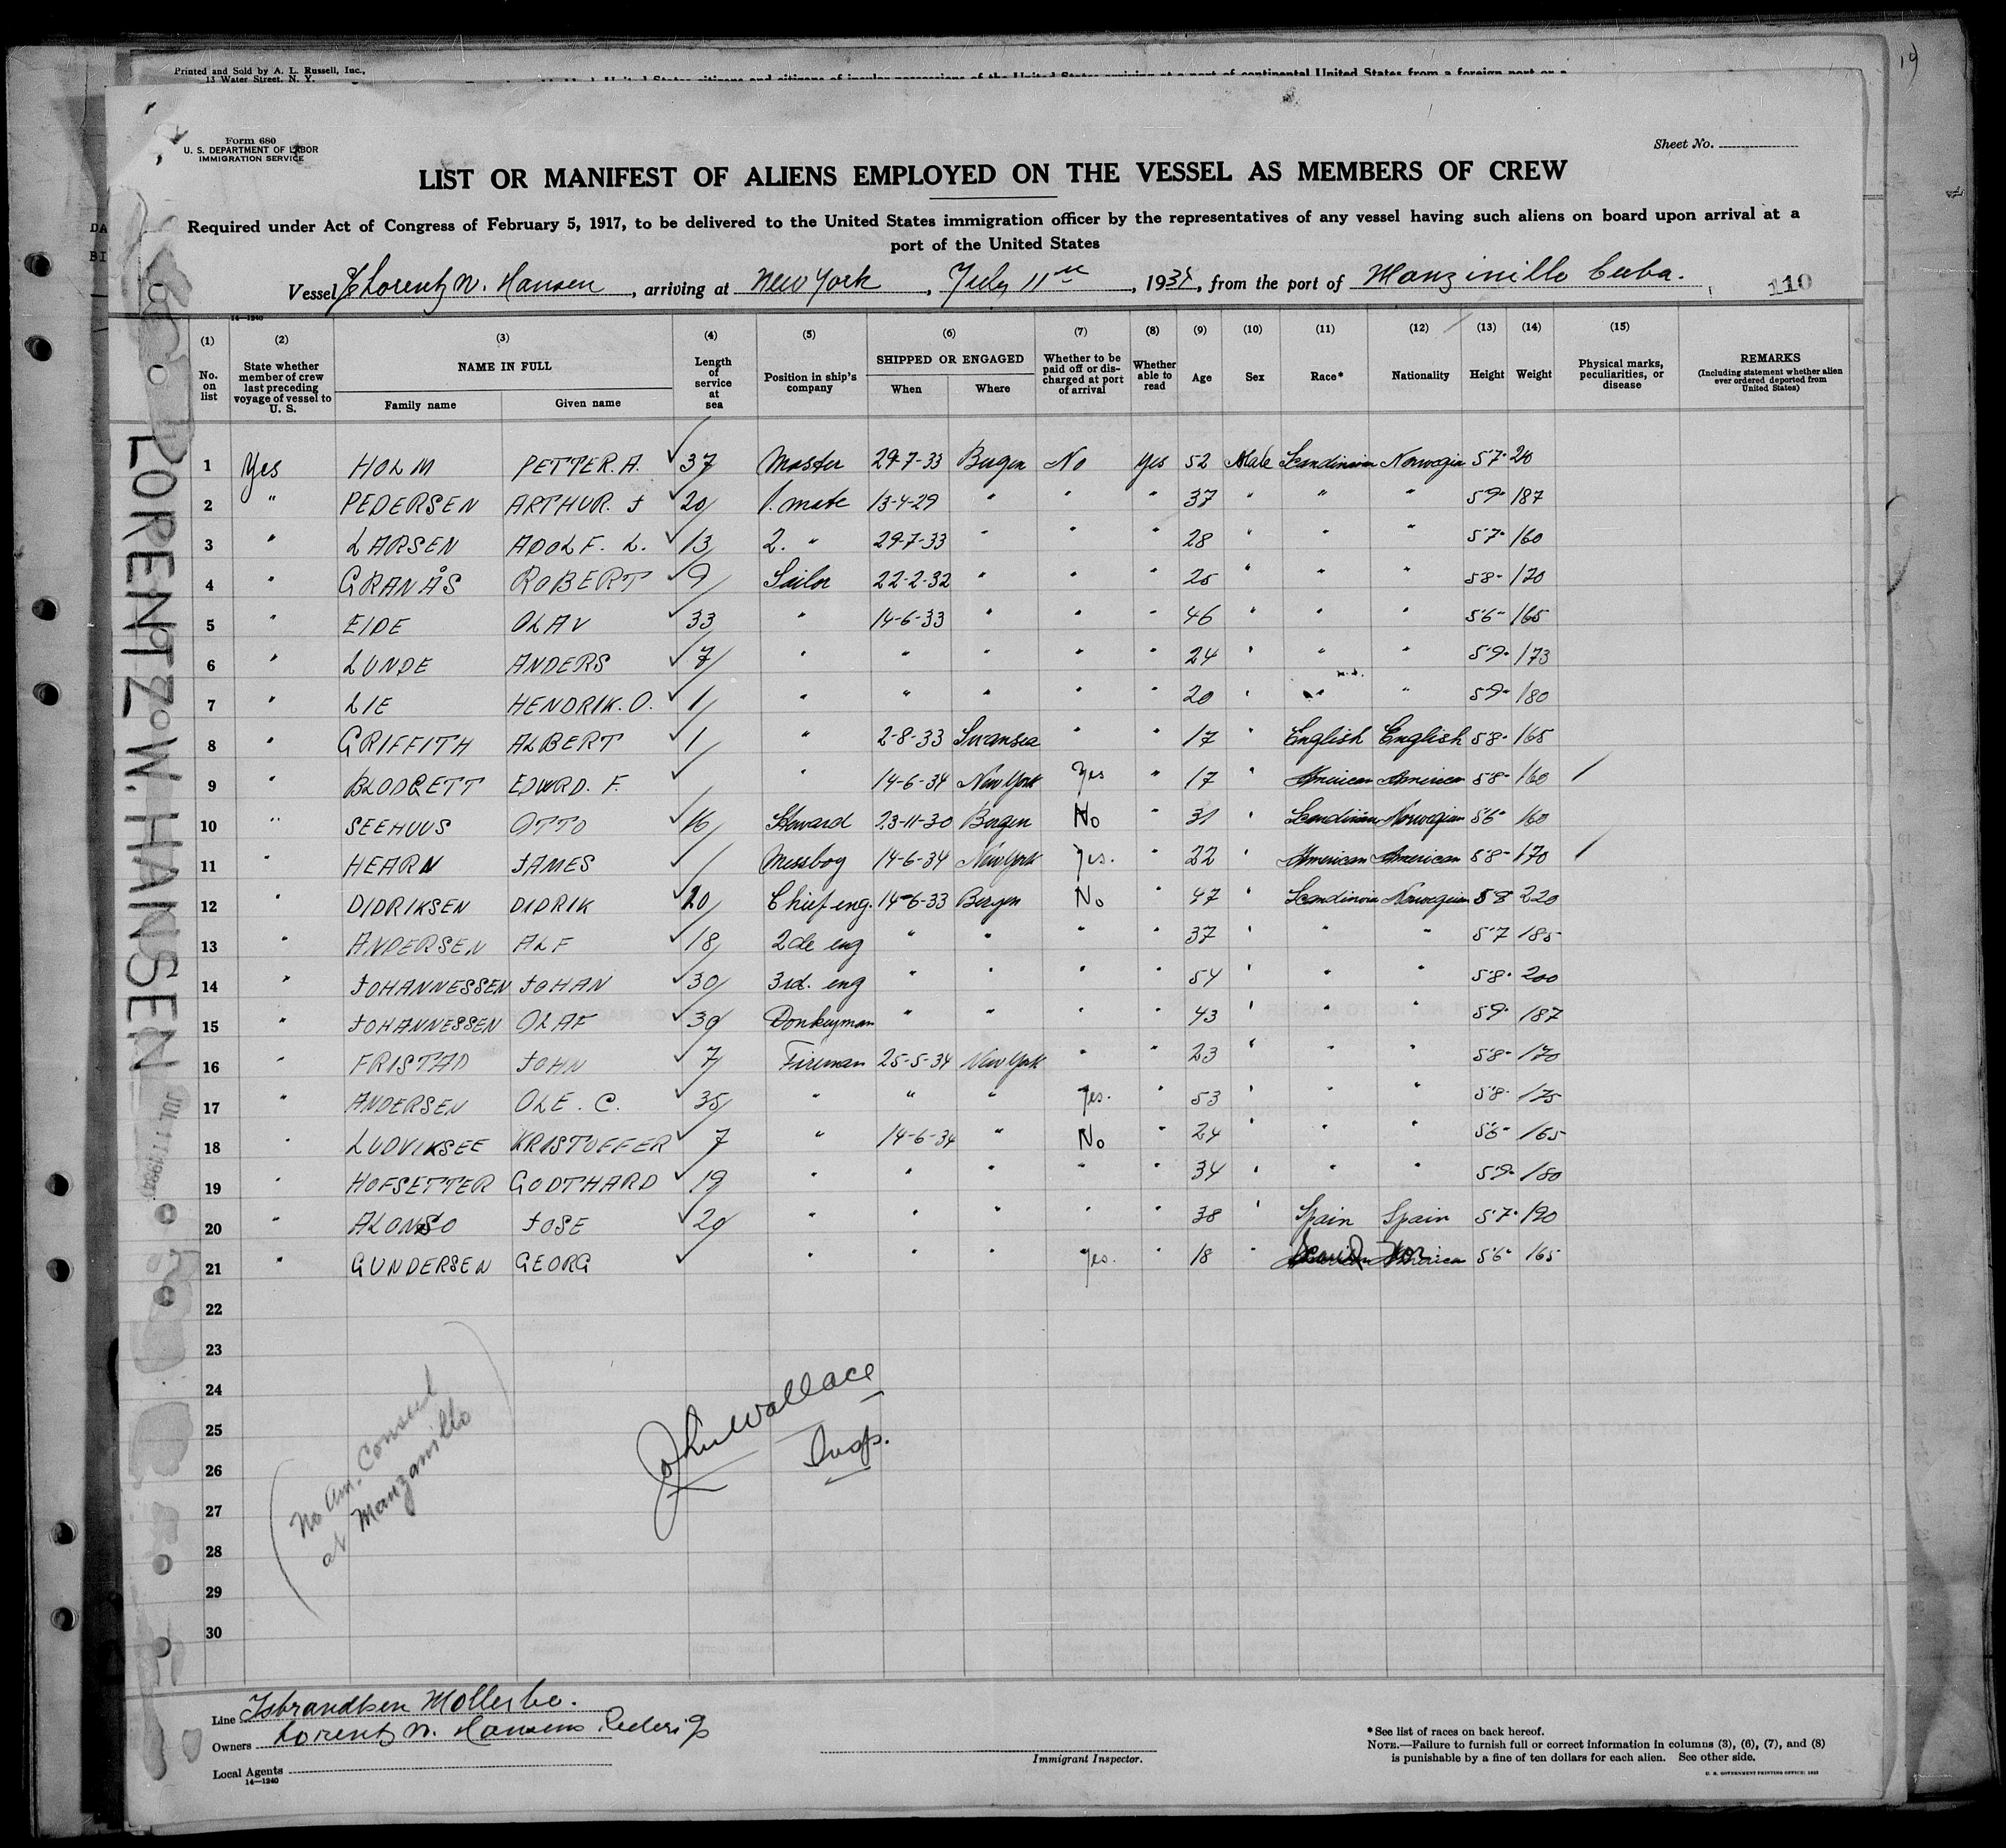 Printed and Sold by A. L. Russell, Inc.,
13 Water Street, N. Y.
19
Form 680
U. S. DEPARTMENT OF LABOR
IMMIGRATION SERVICE
Sheet No.
LIST OR MANIFEST OF ALIENS EMPLOYED ON THE VESSEL AS MEMBERS OF CREW
Required under Act of Congress of February 5, 1917, to be delivered to the United States immigration officer by the representatives of any vessel having such aliens on board upon arrival at a
port of the United States
Vessel Lorentz W. Hansen, arriving at New York, July 11th, 1934, from the port of Manzinillo Cuba.
110
14—1240
(1) (2) (3) (4) (5) (6) (7) (8) (9) (10) (11) (12) (13) (14) (15)
No. on list State whether member of crew last preceding voyage of vessel to U. S. NAME IN FULL Family name Given name Length of service at sea Position in ship's company SHIPPED OR ENGAGED When Where Whether to be paid off or discharged at port of arrival Whether able to read Age Sex Race* Nationality Height Weight Physical marks, peculiarities, or disease REMARKS (Including statement whether alien ever ordered deported from United States)
1 Yes HOLM PETTER. A. ✓ 37 Master 29-7-33 Bergen No Yes 52 Male Scandinavian Norwegian 5'7"
2 " PEDERSEN ARTHUR. J ✓ 20 1. mate 13-4-29 " " " 37 " " " 5'9" 187
3 " LARSEN ADOLF. L. ✓ 13 2. " 29-7-33 " " " 28 " " " 5'7" 160
4 " GRANÅS ROBERT ✓ 9 Sailor 22-2-32 " " " 25 " " " 5'8" 170
5 " EIDE OLAV ✓ 33 " 14-6-33 " " " 46 " " " 5'6" 165
6 " LUNDE ANDERS ✓ 7 " " " " " 24 " " " 5'9" 173
7 " LIE HENDRIK. O. ✓ 1 " " " " " 20 " " " 5'9" 180
8 " GRIFFITH ALBERT ✓ 1 " 2-8-33 Swansea " " 17 " English English 5'8" 165
9 " BLODGETT EDWRD. F. ✓ " 14-6-34 New York Yes " 17 " American American 5'8" 160 /
10 " SEEHUUS OTTO ✓ 16 Steward 23-11-30 Bergen No " 31 " Scandinavian Norwegian 5'6" 160
11 " HEARN JAMES ✓ Messboy 14-6-34 New York Yes. " 22 " American American 5'8" 170 /
12 " DIDRIKSEN DIDRIK ✓ 20 Chief eng. 14-6-33 Bergen No " 47 " Scandinavian Norwegian 5'8 220
13 " ANDERSEN ALF ✓ 18 2de eng " " " " 37 " " " 5'7 185
14 " JOHANNESSEN JOHAN ✓ 30 3rd. eng " " " " 54 " " " 5'8" 200
15 " JOHANNESSEN OLAF ✓ 30 Donkeyman " " " " 43 " " " 5'9" 187
16 " FRISTAD JOHN ✓ 7 Fireman 25-5-34 New York " " 23 " " " 5'8" 170
17 " ANDERSEN OLE. C. ✓ 35 " " " Yes. " 53 " " " 5'8" 175
18 " LUDVIKSEE KRISTOFFER ✓ 7 " 14-6-34 " No " 24 " " " 5'6" 165
19 " HOFSETTER GODTHARD ✓ 19 " " " " " 34 " " " 5'9" 180
20 " ALONSO JOSE ✓ 20 " " " " " 38 " Spain Spain 5'7" 190
21 " GUNDERSEN GEORG ✓ " " " Yes. " 18 " 5'6" 165
22
23
24
25
26
27
28
29
30
(No Am. Consul
at Manzanillo)
John Wallace
Insp.
LORENTZ W. HANSEN
Line Isbrandtsen Moller Co.
Owners Lorentz W. Hansens Rederi
Local Agents
14—1240
Immigrant Inspector.
*See list of races on back hereof.
NOTE.—Failure to furnish full or correct information in columns (3), (6), (7), and (8)
is punishable by a fine of ten dollars for each alien. See other side.
U. S. GOVERNMENT PRINTING OFFICE